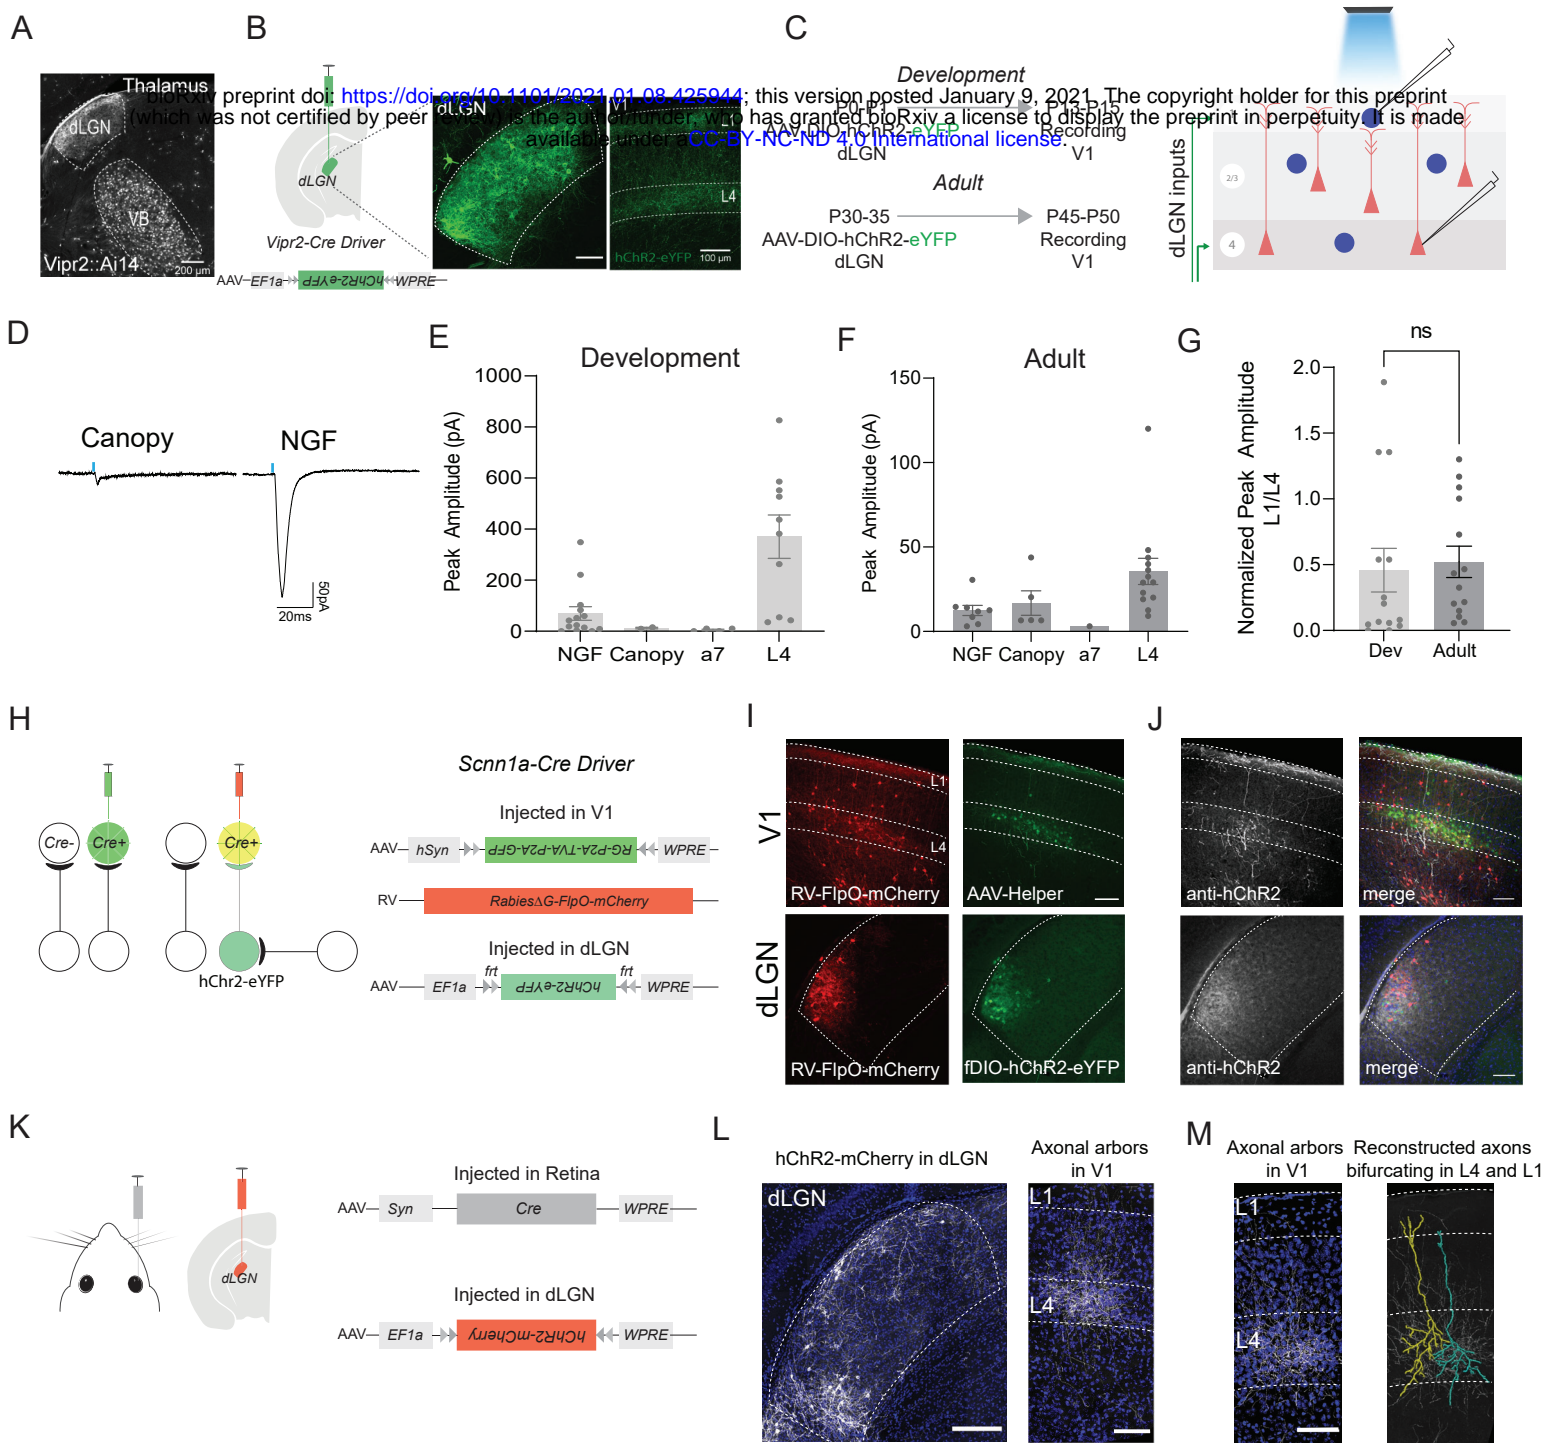 A
B
C
Thalamus
dLGN
VB
Vipr2::Ai14
200 µm
bioRxiv preprint doi: https://doi.org/10.1101/2021.01.08.425944; this version posted January 9, 2021. The copyright holder for this preprint
(which was not certified by peer review) is the author/funder, who has granted bioRxiv a license to display the preprint in perpetuity. It is made
available under a CC-BY-NC-ND 4.0 International license.
dLGN
Vipr2-Cre Driver
AAV EF1a hChR2-eYFP WPRE
dLGN
V1
L1
L4
hChR2-eYFP
100 µm
Development
P0-P1
P13-P15
AAV-DIO-hChR2-eYFP
Recording
dLGN
V1
Adult
P30-35
P45-P50
AAV-DIO-hChR2-eYFP
Recording
dLGN
V1
dLGN inputs
2/3
4
D
Canopy
NGF
50pA
20ms
E
Development
Peak Amplitude (pA)
1000
800
600
400
200
0
NGF Canopy a7 L4
F
Adult
Peak Amplitude (pA)
150
100
50
0
NGF Canopy a7 L4
G
ns
Normalized Peak Amplitude
L1/L4
2.0
1.5
1.0
0.5
0.0
Dev Adult
H
Cre- Cre+ Cre+
hChr2-eYFP
Scnn1a-Cre Driver
Injected in V1
AAV hSyn RG-P2A-TVA-P2A-GFP WPRE
RV RabiesΔG-FlpO-mCherry
Injected in dLGN
frt frt
AAV EF1a hChR2-eYFP WPRE
I
V1
L1
L4
RV-FlpO-mCherry
AAV-Helper
dLGN
RV-FlpO-mCherry
fDIO-hChR2-eYFP
J
anti-hChR2
merge
anti-hChR2
merge
K
dLGN
Injected in Retina
AAV Syn Cre WPRE
Injected in dLGN
AAV EF1a hChR2-mCherry WPRE
L
hChR2-mCherry in dLGN
dLGN
Axonal arbors
in V1
L1
L4
M
Axonal arbors
in V1
L1
L4
Reconstructed axons
bifurcating in L4 and L1